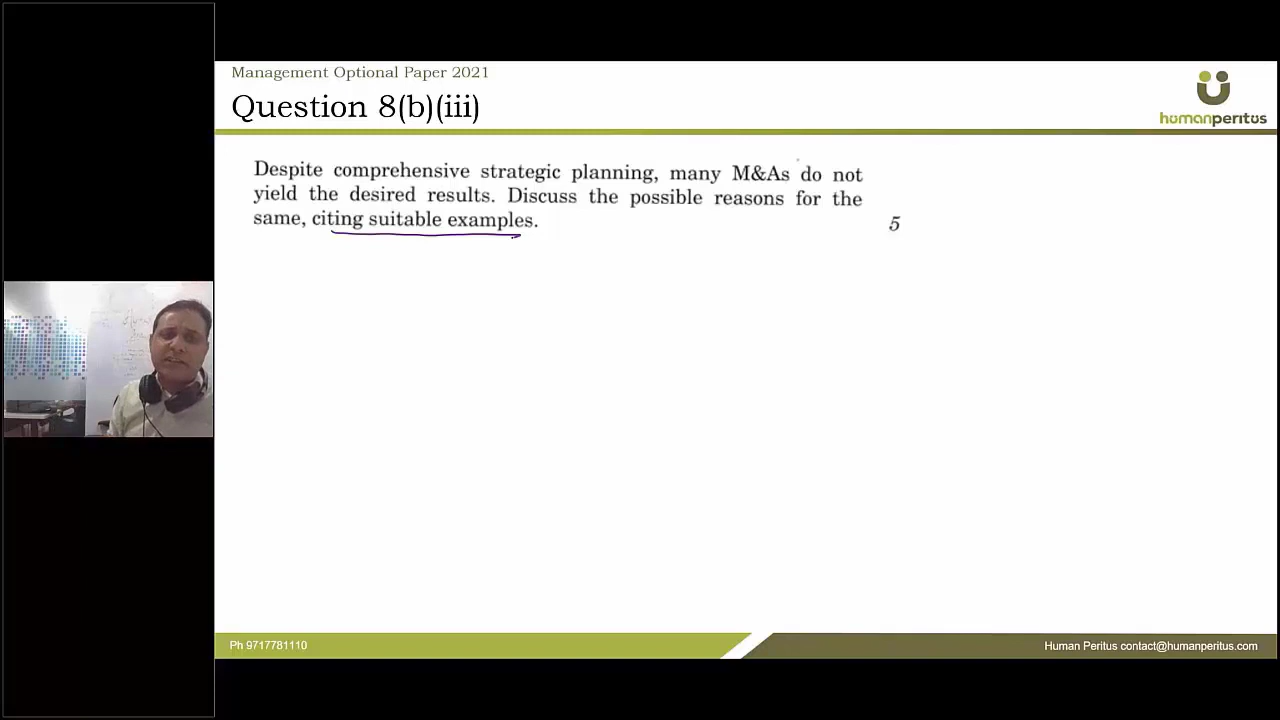 Management Optional Paper 2021
Question 8(b)(iii)
humanperitus
Despite comprehensive strategic planning, many M&As do not
yield the desired results. Discuss the possible reasons for the
same, citing suitable examples.
5
Ph 9717781110
Human Peritus contact@humanperitus.com